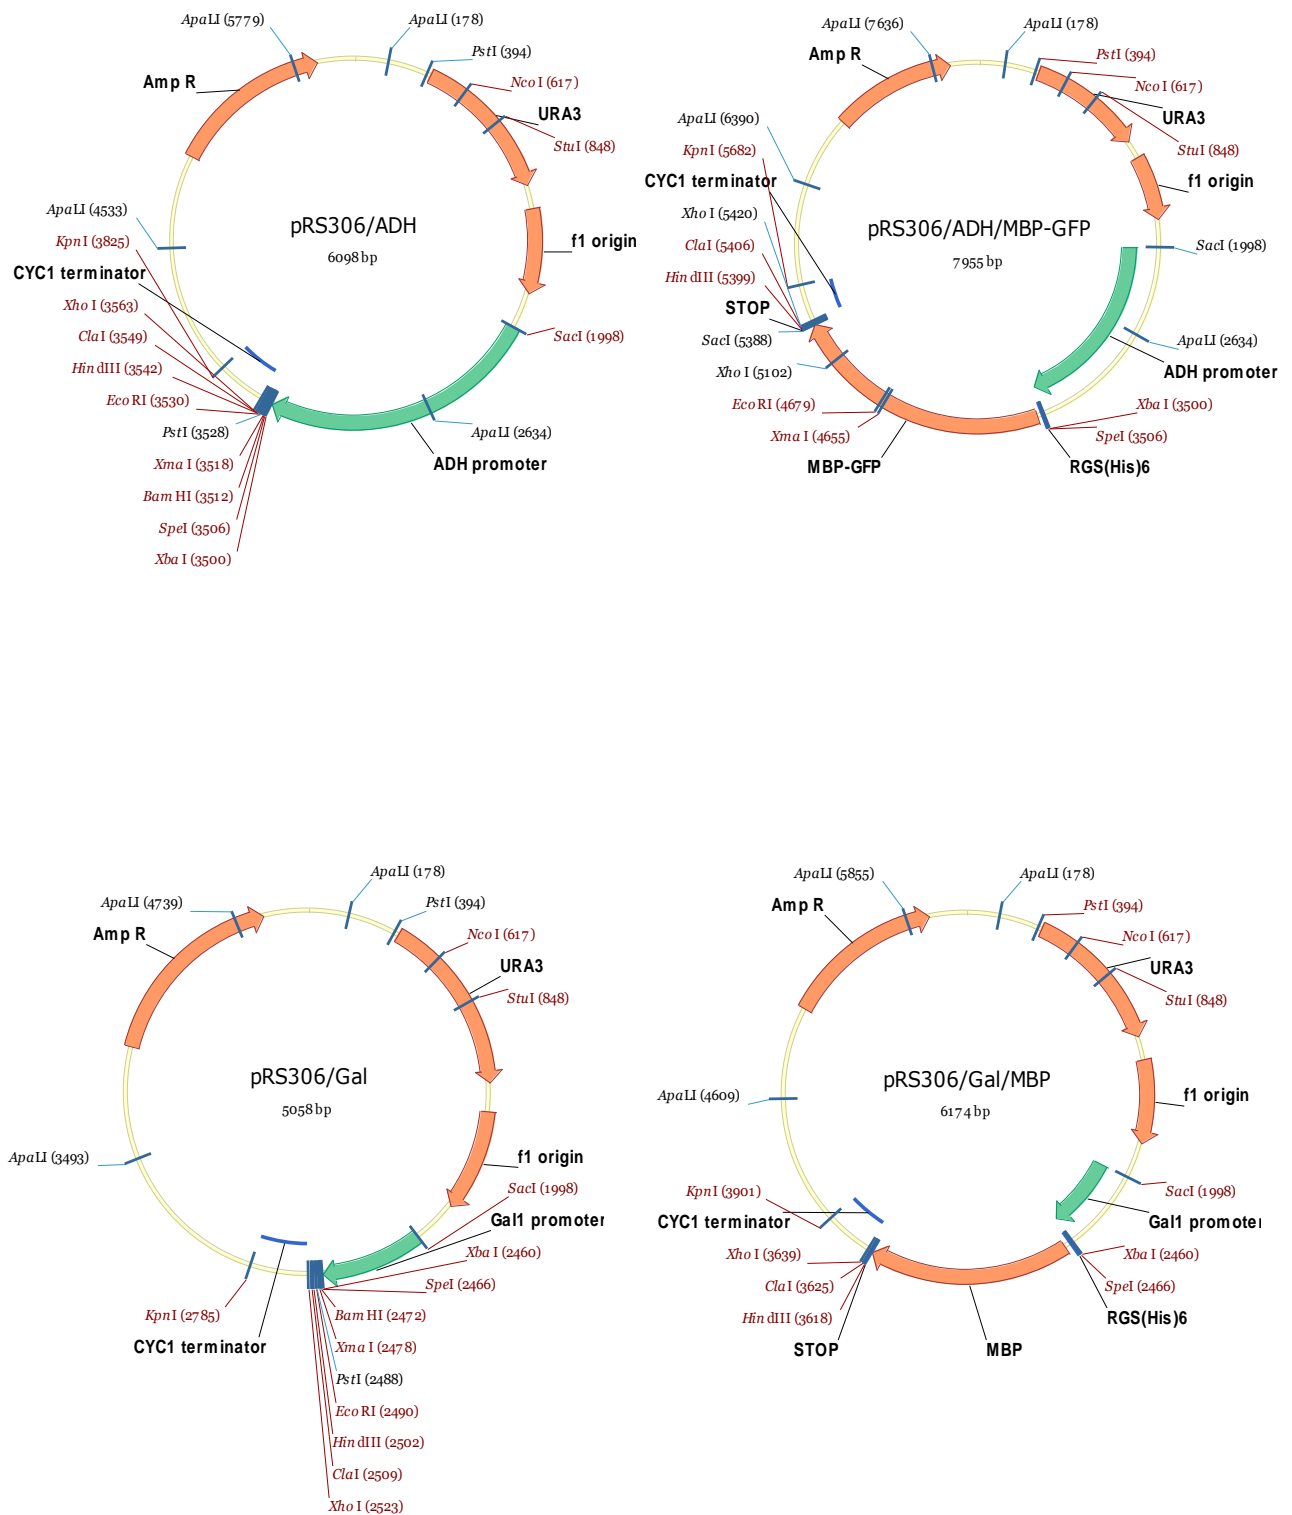 ApaLI (5779)
ApaLI (178)
PstI (394)
Amp R
NcoI (617)
URA3
StuI (848)
ApaLI (4533)
KpnI (3825)
CYC1 terminator
XhoI (3563)
ClaI (3549)
HindIII (3542)
EcoRI (3530)
PstI (3528)
XmaI (3518)
BamHI (3512)
SpeI (3506)
XbaI (3500)
pRS306/ADH
6098 bp
f1 origin
SacI (1998)
ApaLI (2634)
ADH promoter
ApaLI (7636)
ApaLI (178)
Amp R
PstI (394)
NcoI (617)
URA3
StuI (848)
f1 origin
ApaLI (6390)
KpnI (5682)
CYC1 terminator
XhoI (5420)
ClaI (5406)
HindIII (5399)
STOP
SacI (5388)
XhoI (5102)
EcoRI (4679)
XmaI (4655)
MBP-GFP
pRS306/ADH/MBP-GFP
7955 bp
SacI (1998)
ApaLI (2634)
ADH promoter
XbaI (3500)
SpeI (3506)
RGS(His)6
ApaLI (178)
ApaLI (4739)
PstI (394)
Amp R
NcoI (617)
URA3
StuI (848)
pRS306/Gal
5058 bp
ApaLI (3493)
f1 origin
SacI (1998)
Gal1 promoter
XbaI (2460)
SpeI (2466)
KpnI (2785)
BamHI (2472)
CYC1 terminator
XmaI (2478)
PstI (2488)
EcoRI (2490)
HindIII (2502)
ClaI (2509)
XhoI (2523)
ApaLI (5855)
ApaLI (178)
Amp R
PstI (394)
NcoI (617)
URA3
StuI (848)
pRS306/Gal/MBP
6174 bp
ApaLI (4609)
f1 origin
KpnI (3901)
SacI (1998)
CYC1 terminator
Gal1 promoter
XhoI (3639)
XbaI (2460)
ClaI (3625)
SpeI (2466)
HindIII (3618)
RGS(His)6
STOP
MBP